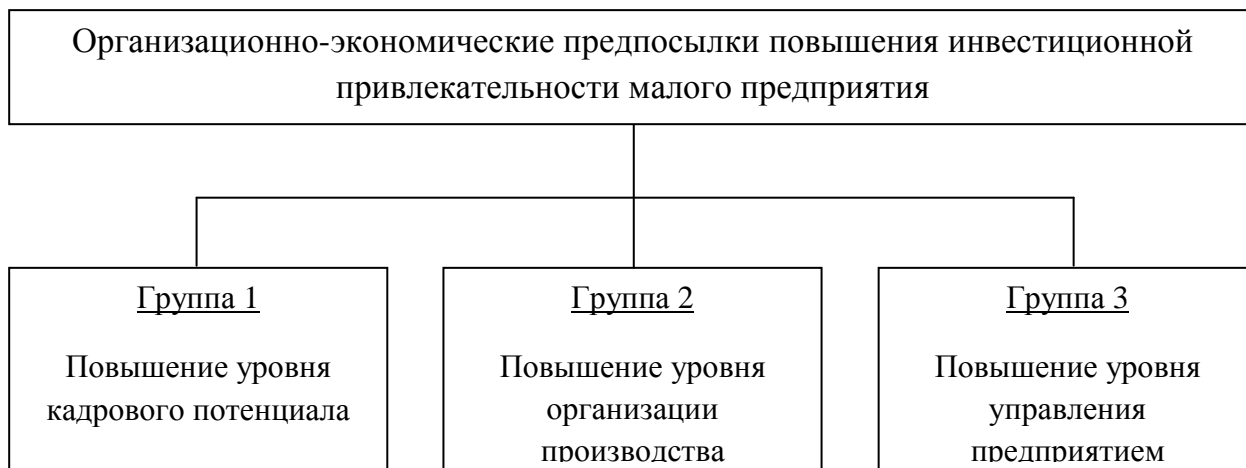 Организационно-экономические предпосылки повышения инвестиционной
привлекательности малого предприятия
Группа 1
Повышение уровня
кадрового потенциала
Группа 2
Повышение уровня
организации
производства
Группа 3
Повышение уровня
управления
предприятием